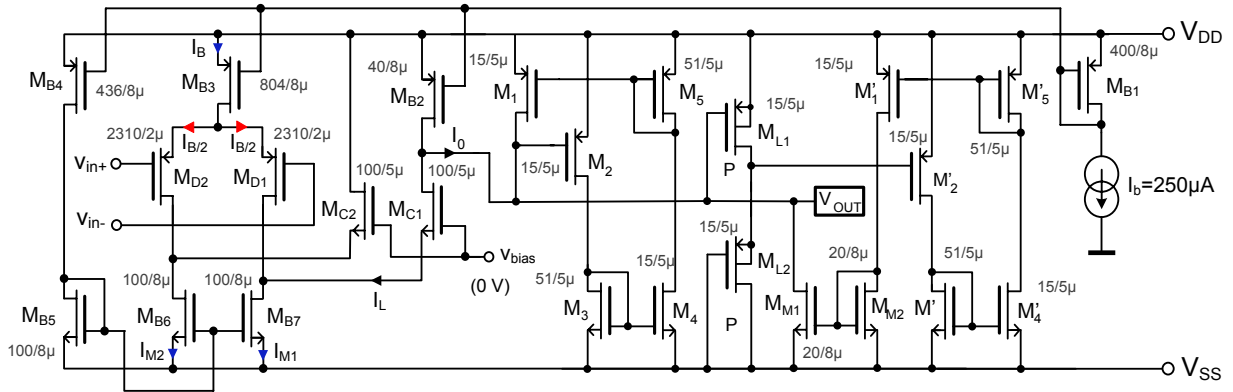 V_DD
I_B
M_B4
436/8µ
M_B3
804/8µ
40/8µ
M_B2
15/5µ
M_1
51/5µ
M_5
15/5µ
M_L1
P
15/5µ
M'_1
M'_5
51/5µ
400/8µ
M_B1
2310/2µ
I_B/2
I_B/2
2310/2µ
I_0
15/5µ
M_2
15/5µ
M'_2
I_b=250µA
v_in+
M_D2
M_D1
100/5µ
100/5µ
v_in-
M_C2
M_C1
V_OUT
v_bias
(0 V)
15/5µ
M_L2
P
100/8µ
100/8µ
I_L
51/5µ
15/5µ
20/8µ
51/5µ
15/5µ
M_B5
100/8µ
M_B6
M_B7
M_3
M_4
M_M1
M_M2
20/8µ
M'
M'_4
I_M2
I_M1
V_SS